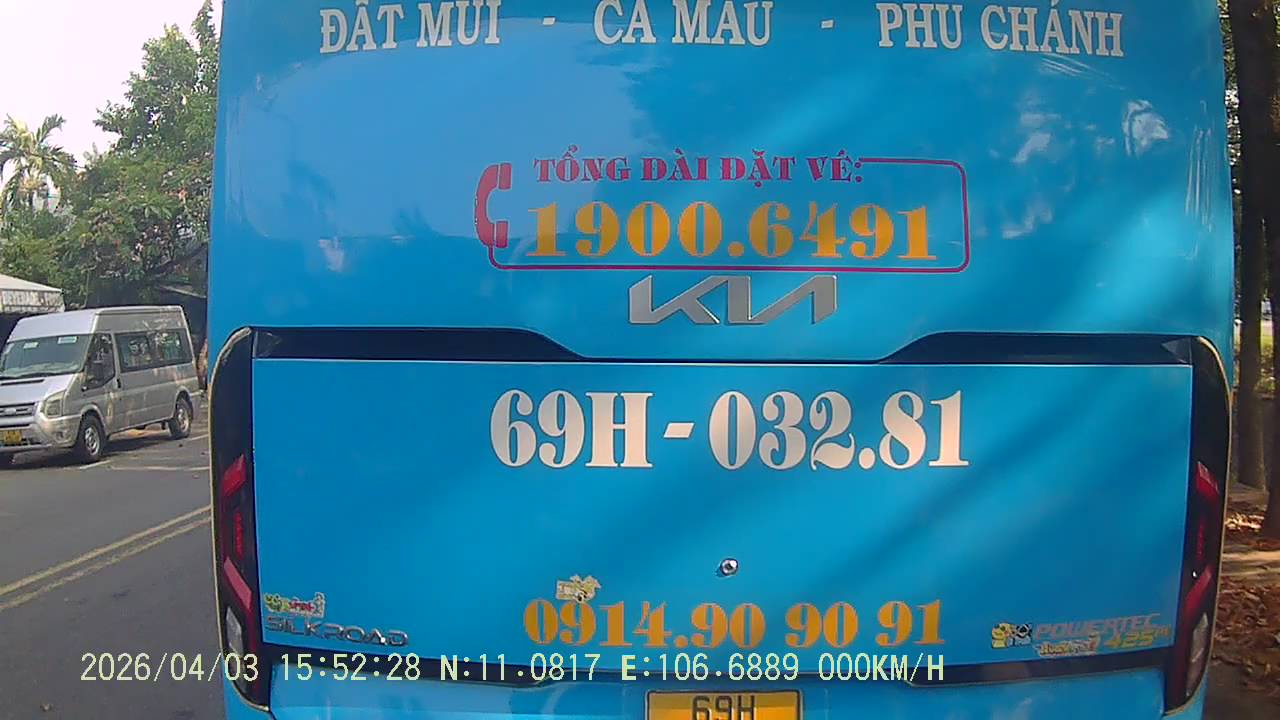 ĐẤT MŨI - CÀ MAU - PHÚ CHÁNH
TỔNG ĐÀI ĐẶT VÉ:
1900.6491
KIA
69H-032.81
0914.90 90 91
SILKROAD
POWERTEC
425
69H
2026/04/03 15:52:28 N:11.0817 E:106.6889 000KM/H